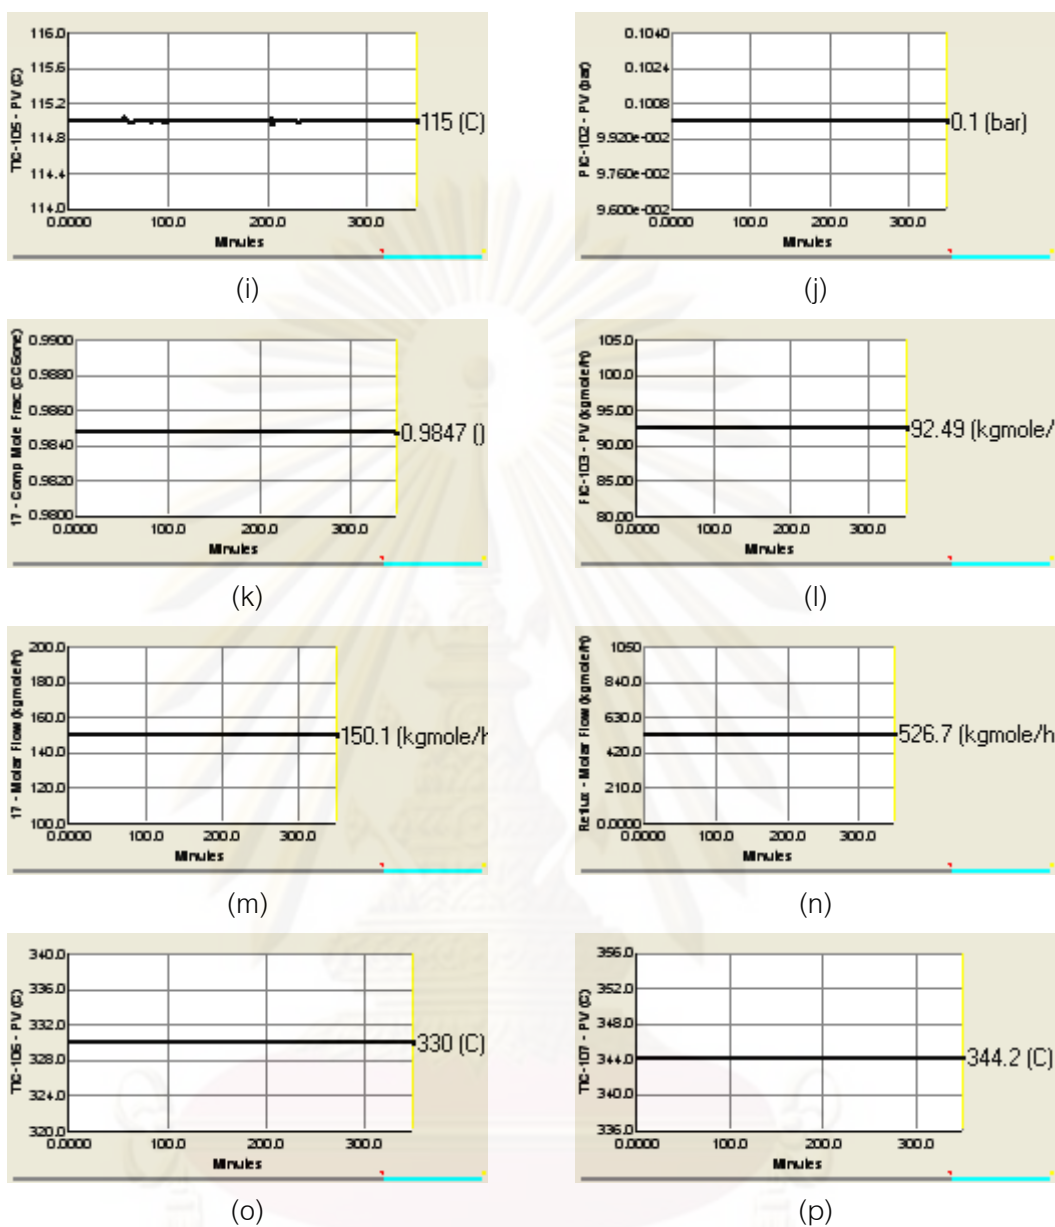 116.0
115.6
115.2
114.8
114.4
114.0
TIC-105 - PV (C)
0.0000 100.0 200.0 300.0
Minutes
115 (C)
(i)
0.1040
0.1024
0.1008
9.920e-002
9.760e-002
9.600e-002
PIC-102 - PV (bar)
0.0000 100.0 200.0 300.0
Minutes
0.1 (bar)
(j)
0.9900
0.9880
0.9860
0.9840
0.9820
0.9800
17 - Comp Mole Frac (CC6one)
0.0000 200.0 300.0
Minutes
0.9847 ()
(k)
105.0
100.0
95.00
90.00
85.00
80.00
FIC-103 - PV (kgmole/h)
0.0000 100.0 200.0 300.0
Minutes
92.49 (kgmole/
(l)
200.0
180.0
160.0
140.0
120.0
100.0
17 - Molar Flow (kgmole/h)
0.0000 100.0 200.0 300.0
Minutes
150.1 (kgmole/h
(m)
1050
840.0
630.0
420.0
210.0
0.0000
Reflux - Molar Flow (kgmole/h)
0.0000 100.0 200.0 300.0
Minutes
526.7 (kgmole/h
(n)
340.0
336.0
332.0
328.0
324.0
320.0
TIC-106 - PV (C)
0.0000 100.0 200.0 300.0
Minutes
330 (C)
(o)
356.0
352.0
348.0
344.0
340.0
336.0
TIC-107 - PV (C)
0.0000 100.0 200.0 300.0
Minutes
344.2 (C)
(p)